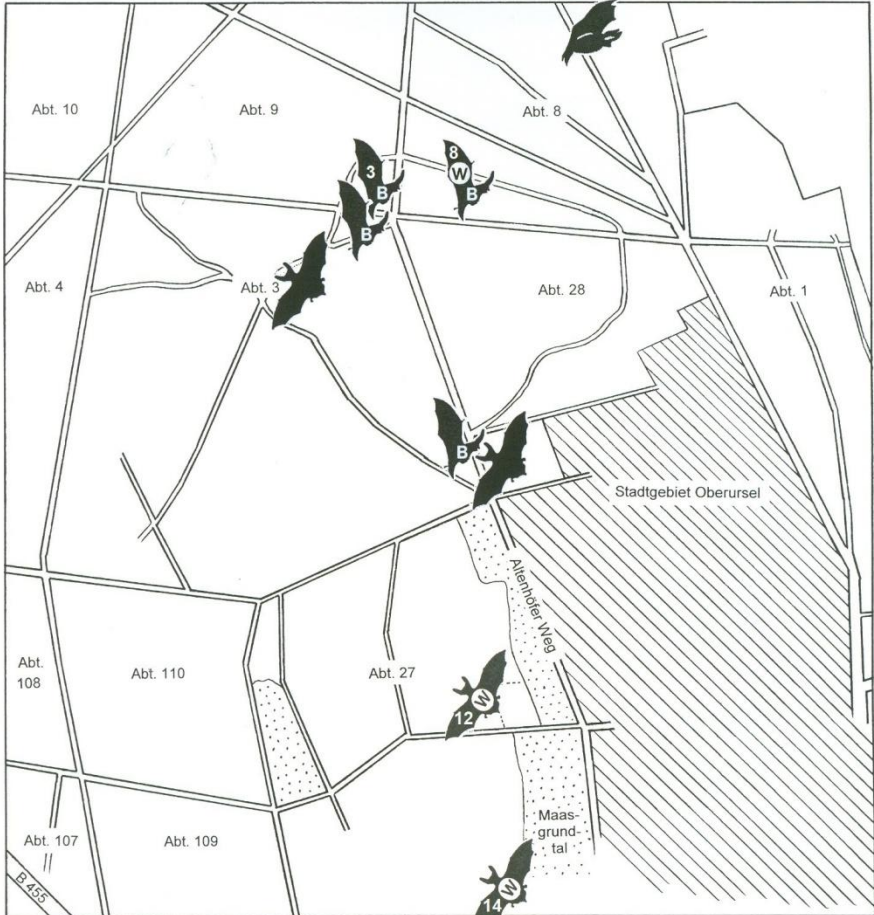 Abt. 10
Abt. 9
Abt. 8
3
B
8
W
B
B
Abt. 4
Abt. 3
Abt. 28
Abt. 1
B
Stadtgebiet Oberursel
Altenhöfer Weg
Abt.
108
Abt. 110
Abt. 27
W
12
Abt. 107
Abt. 109
Maas-
grund-
tal
B 455
W
14